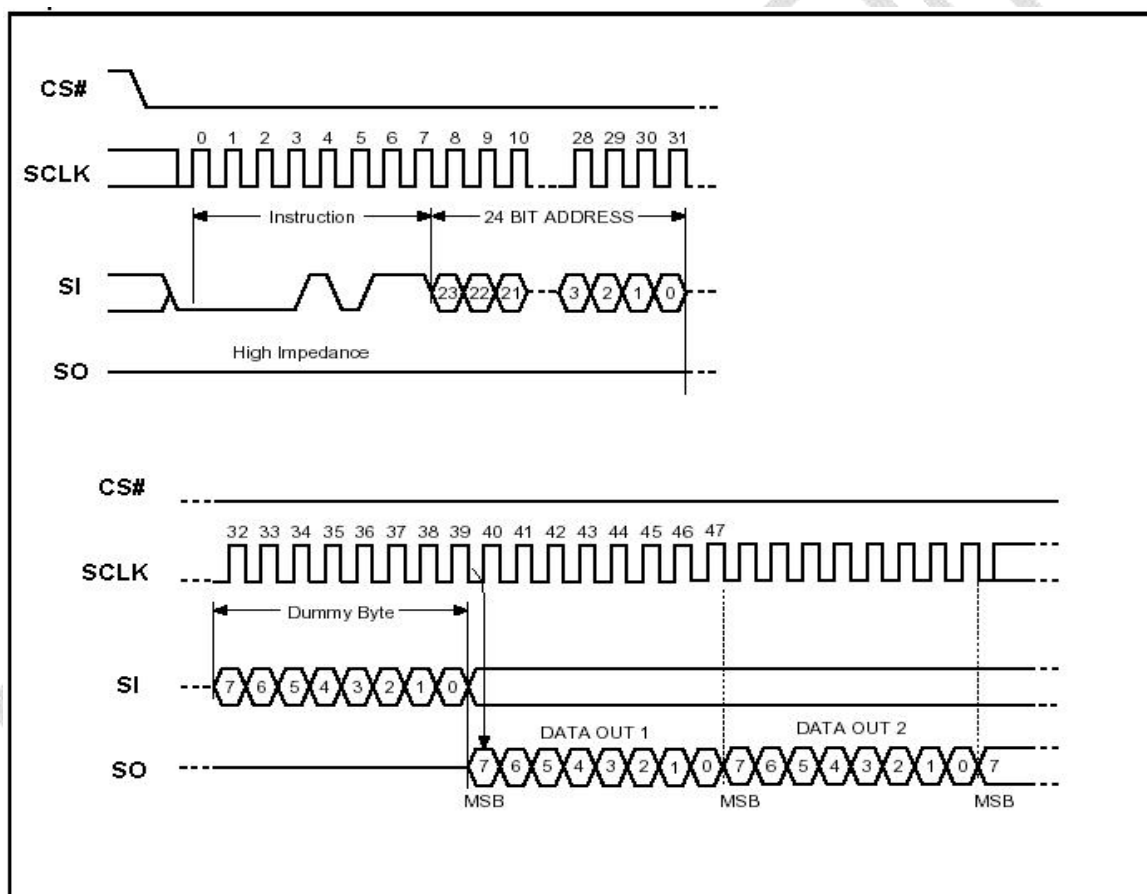 CS#
0 1 2 3 4 5 6 7 8 9 10 28 29 30 31
SCLK
Instruction 24 BIT ADDRESS
SI
23 22 21 3 2 1 0
High Impedance
SO
CS#
32 33 34 35 36 37 38 39 40 41 42 43 44 45 46 47
SCLK
Dummy Byte
SI
7 6 5 4 3 2 1 0
DATA OUT 1 DATA OUT 2
SO
7 6 5 4 3 2 1 0 7 6 5 4 3 2 1 0 7
MSB MSB MSB